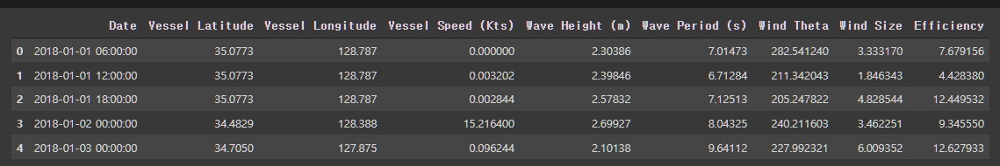 Date Vessel Latitude Vessel Longitude Vessel Speed (Kts) Wave Height (m) Wave Period (s) Wind Theta Wind Size Efficiency
0 2018-01-01 06:00:00 35.0773 128.787 0.000000 2.30386 7.01473 282.541240 3.333170 7.679156
1 2018-01-01 12:00:00 35.0773 128.787 0.003202 2.39846 6.71284 211.342043 1.846343 4.428380
2 2018-01-01 18:00:00 35.0773 128.787 0.002844 2.57832 7.12513 205.247822 4.828544 12.449532
3 2018-01-02 00:00:00 34.4829 128.388 15.216400 2.69927 8.04325 240.211603 3.462251 9.345550
4 2018-01-03 00:00:00 34.7050 127.875 0.096244 2.10138 9.64112 227.992321 6.009352 12.627933